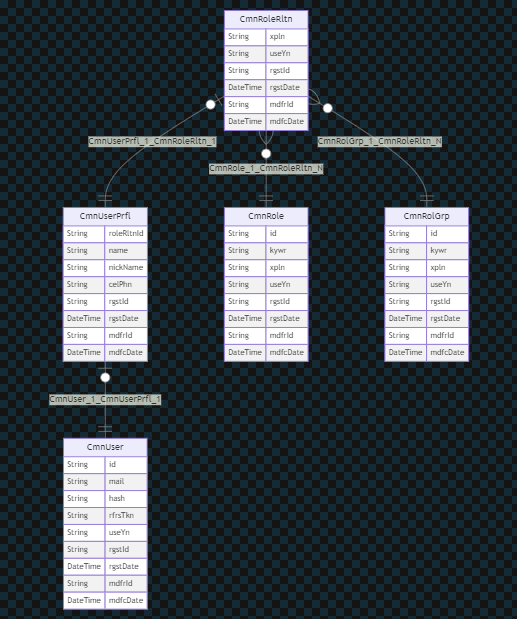 CmnRoleRltn
String xpln
String useYn
String rgstId
DateTime rgstDate
String mdfrId
DateTime mdfcDate
CmnUserPrfl_1_CmnRoleRltn_1
CmnRolGrp_1_CmnRoleRltn_N
CmnRole_1_CmnRoleRltn_N
CmnUserPrfl
String roleRltnId
String name
String nickName
String celPhn
String rgstId
DateTime rgstDate
String mdfrId
DateTime mdfcDate
CmnRole
String id
String kywr
String xpln
String useYn
String rgstId
DateTime rgstDate
String mdfrId
DateTime mdfcDate
CmnRolGrp
String id
String kywr
String xpln
String useYn
String rgstId
DateTime rgstDate
String mdfrId
DateTime mdfcDate
CmnUser_1_CmnUserPrfl_1
CmnUser
String id
String mail
String hash
String rfrsTkn
String useYn
String rgstId
DateTime rgstDate
String mdfrId
DateTime mdfcDate